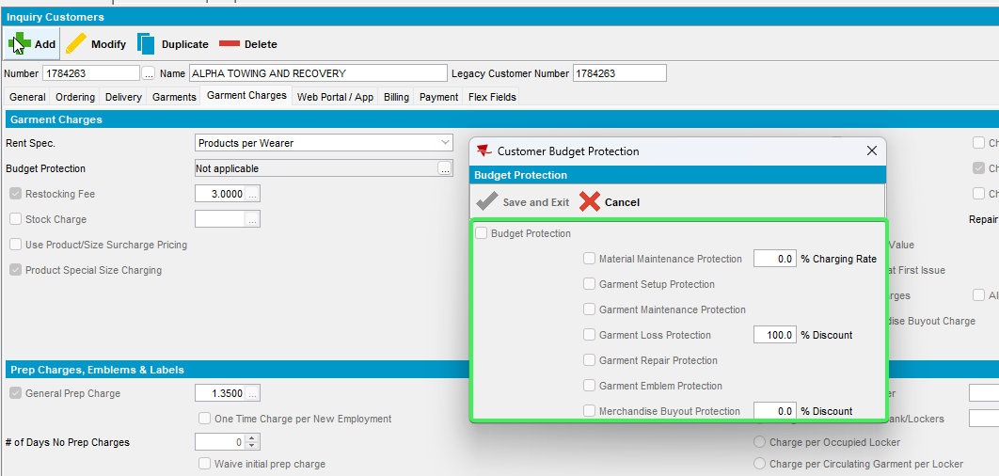 Inquiry Customers
Add Modify Duplicate Delete
Number 1784263 ... Name ALPHA TOWING AND RECOVERY Legacy Customer Number 1784263
General Ordering Delivery Garments Garment Charges Web Portal / App Billing Payment Flex Fields
Garment Charges
Rent Spec. Products per Wearer
Budget Protection Not applicable ...
Restocking Fee 3.0000 ...
Stock Charge ...
Use Product/Size Surcharge Pricing
Product Special Size Charging
Ch
Ch
Ch
Repair
Value
at First Issue
rges Al
dise Buyout Charge
Customer Budget Protection
Budget Protection
Save and Exit Cancel
Budget Protection
Material Maintenance Protection 0.0 % Charging Rate
Garment Setup Protection
Garment Maintenance Protection
Garment Loss Protection 100.0 % Discount
Garment Repair Protection
Garment Emblem Protection
Merchandise Buyout Protection 0.0 % Discount
Prep Charges, Emblems & Labels
General Prep Charge 1.3500 ...
One Time Charge per New Employment
# of Days No Prep Charges 0
Waive initial prep charge
er
ank/Lockers
Charge per Occupied Locker
Charge per Circulating Garment per Locker